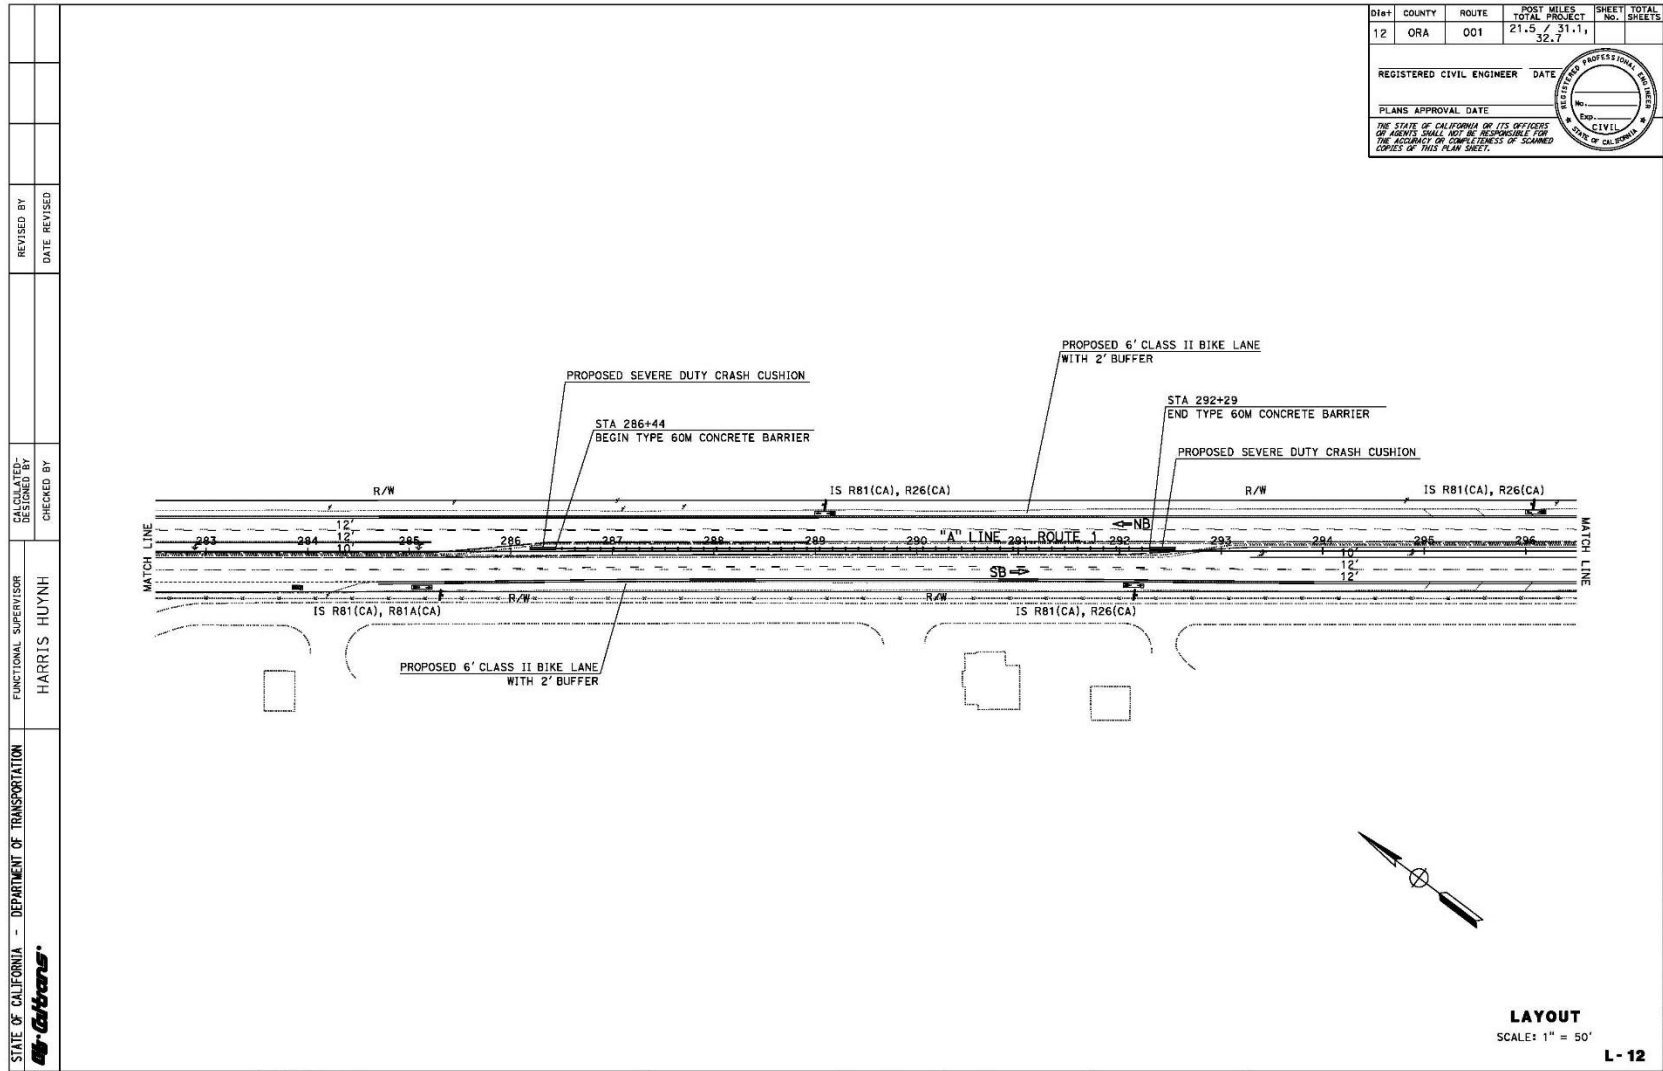 Dist COUNTY ROUTE POST MILES TOTAL PROJECT SHEET No. TOTAL SHEETS
12 ORA 001 21.5 / 31.1, 32.7
REGISTERED CIVIL ENGINEER DATE
PLANS APPROVAL DATE
THE STATE OF CALIFORNIA OR ITS OFFICERS
OR AGENTS SHALL NOT BE RESPONSIBLE FOR
THE ACCURACY OR COMPLETENESS OF SCANNED
COPIES OF THIS PLAN SHEET.
REGISTERED PROFESSIONAL ENGINEER
No.
Exp.
CIVIL
STATE OF CALIFORNIA
REVISED BY
DATE REVISED
CALCULATED-
DESIGNED BY
CHECKED BY
FUNCTIONAL SUPERVISOR
HARRIS HUYNH
STATE OF CALIFORNIA - DEPARTMENT OF TRANSPORTATION
Caltrans
PROPOSED 6' CLASS II BIKE LANE
WITH 2' BUFFER
PROPOSED SEVERE DUTY CRASH CUSHION
STA 292+29
END TYPE 60M CONCRETE BARRIER
STA 286+44
BEGIN TYPE 60M CONCRETE BARRIER
PROPOSED SEVERE DUTY CRASH CUSHION
R/W IS R81(CA), R26(CA) R/W IS R81(CA), R26(CA)
MATCH LINE
12'
12'
10'
NB
"A" LINE ROUTE 1
283 284 285 286 287 288 289 290 291 292 293 294 295 296
10'
12'
12'
SB
MATCH LINE
R/W R/W
IS R81(CA), R81A(CA) IS R81(CA), R26(CA)
PROPOSED 6' CLASS II BIKE LANE
WITH 2' BUFFER
LAYOUT
SCALE: 1" = 50'
L-12